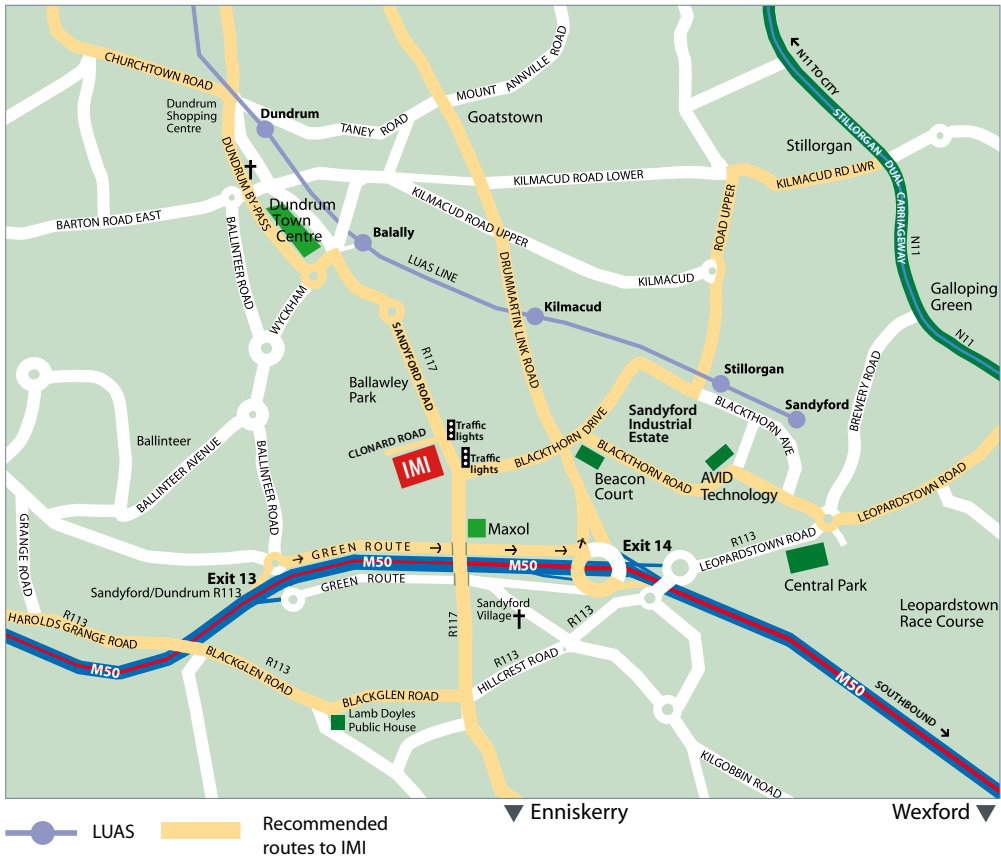 CHURCHTOWN ROAD
N11 TO CITY
MOUNT ANNVILLE ROAD
Dundrum
Shopping
Centre
Dundrum
TANEY ROAD
Goatstown
STILLORGAN DUAL CARRIAGEWAY
Stillorgan
DUNDRUM BY-PASS
KILMACUD ROAD LOWER
KILMACUD RD LWR
BARTON ROAD EAST
Dundrum
Town
Centre
KILMACUD ROAD UPPER
ROAD UPPER
BALLINTEER ROAD
Balally
LUAS LINE
KILMACUD
N11
WYCKHAM
DRUMMARTIN LINK ROAD
Kilmacud
Galloping
Green
N11
SANDYFORD ROAD
R117
Ballawley
Park
Stillorgan
BREWERY ROAD
Sandyford
BLACKTHORN AVE
Sandyford
Industrial
Estate
Traffic
lights
CLONARD ROAD
Ballinteer
BALLINTEER AVENUE
BALLINTEER ROAD
IMI
Traffic
lights
BLACKTHORN DRIVE
BLACKTHORN ROAD
Beacon
Court
AVID
Technology
LEOPARDSTOWN ROAD
GRANGE ROAD
Maxol
R113
LEOPARDSTOWN ROAD
GREEN ROUTE
Exit 14
M50
M50
Exit 13
Sandyford/Dundrum R113
GREEN ROUTE
Central Park
Sandyford
Village
R113
Leopardstown
Race Course
R113
HAROLDS GRANGE ROAD
R117
M50
R113
BLACKGLEN ROAD
R113
HILLCREST ROAD
BLACKGLEN ROAD
M50
SOUTHBOUND
Lamb Doyles
Public House
KILGOBBIN ROAD
Enniskerry
Wexford
LUAS
Recommended
routes to IMI